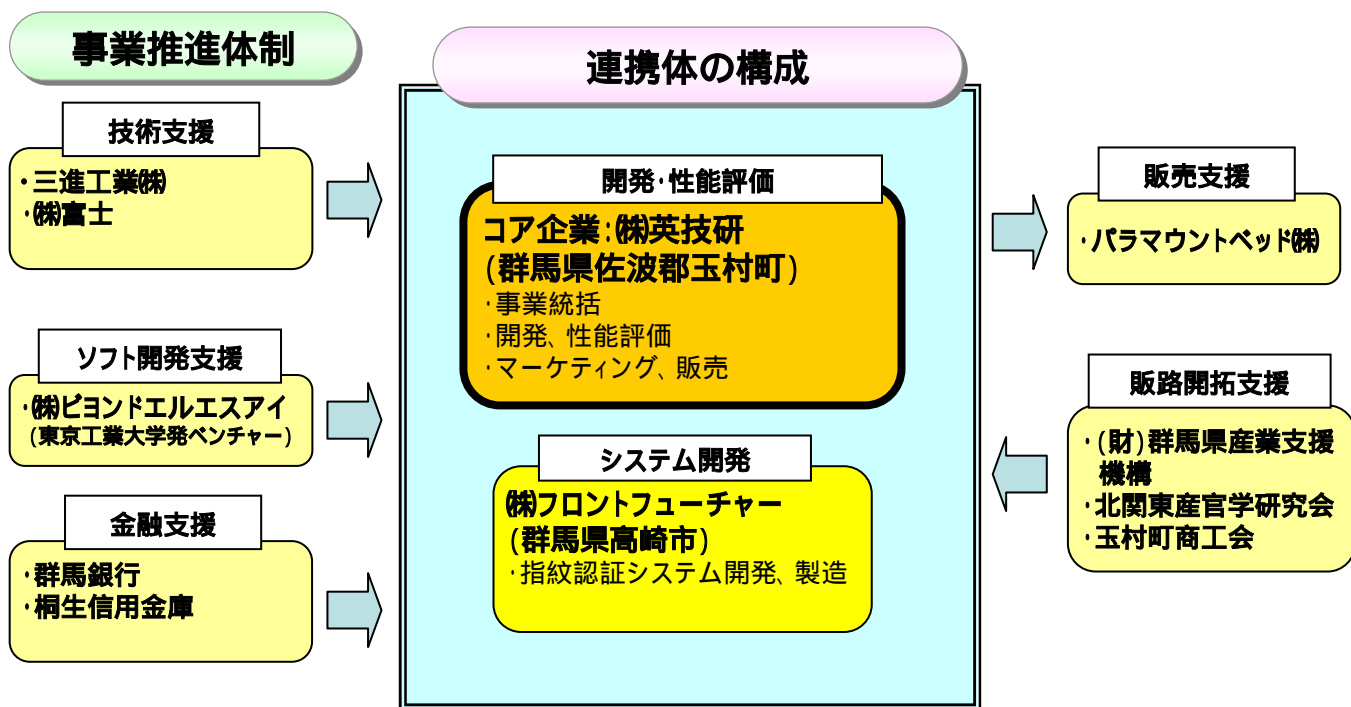 事業推進体制
連携体の構成
技術支援
・三進工業㈱
・㈱富士
ソフト開発支援
・㈱ビヨンドエルエスアイ
(東京工業大学発ベンチャー)
金融支援
・群馬銀行
・桐生信用金庫
開発・性能評価
コア企業:㈱英技研
(群馬県佐波郡玉村町)
・事業統括
・開発、性能評価
・マーケティング、販売
システム開発
㈱フロントフューチャー
(群馬県高崎市)
・指紋認証システム開発、製造
販売支援
・パラマウントベッド㈱
販路開拓支援
・(財)群馬県産業支援
機構
・北関東産官学研究会
・玉村町商工会